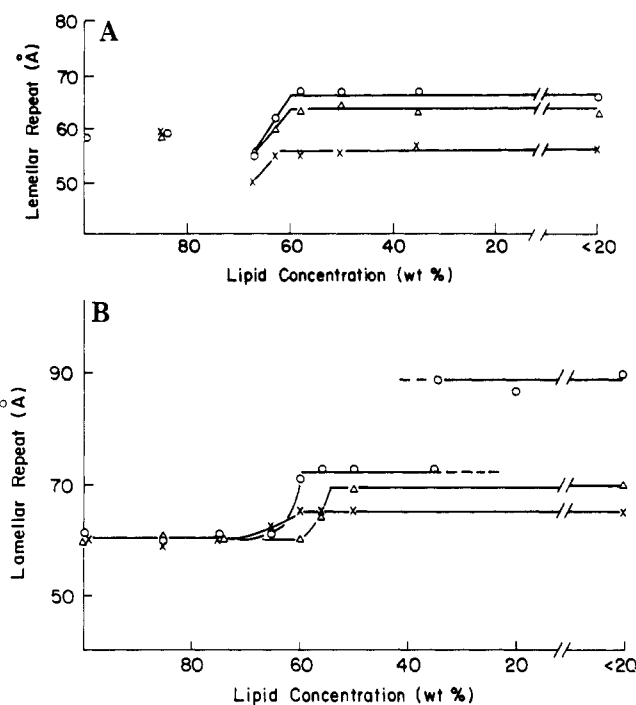 A
Lemellar Repeat (Å)
80
70
60
50
80 60 40 20 <20
Lipid Concentration (wt %)
B
Lamellar Repeat (Å)
90
70
50
80 60 40 20 <20
Lipid Concentration (wt %)